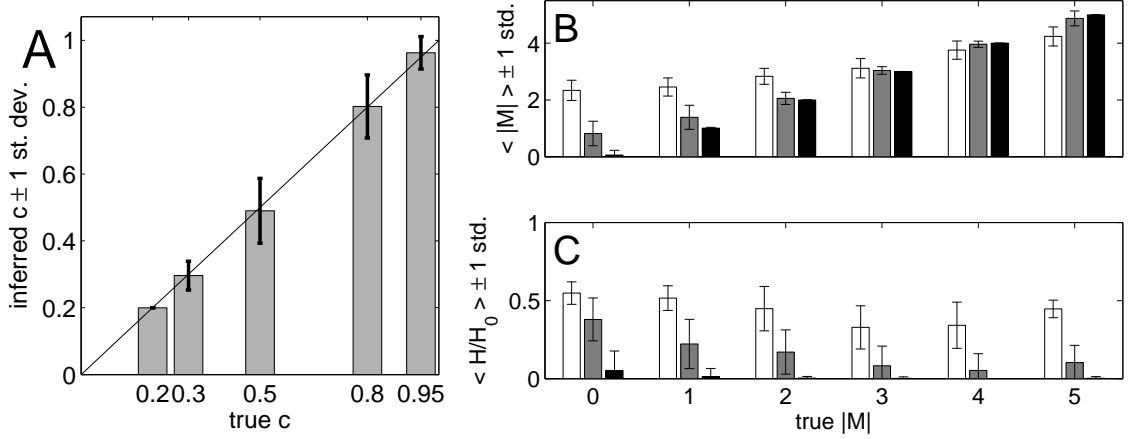 A
inferred c ± 1 st. dev.
1
0.8
0.6
0.4
0.2
0
0.2 0.3 0.5 0.8 0.95
true c
B
< |M| > ± 1 std.
4
2
0
C
< H/H0 > ± 1 std.
1
0.5
0
0 1 2 3 4 5
true |M|